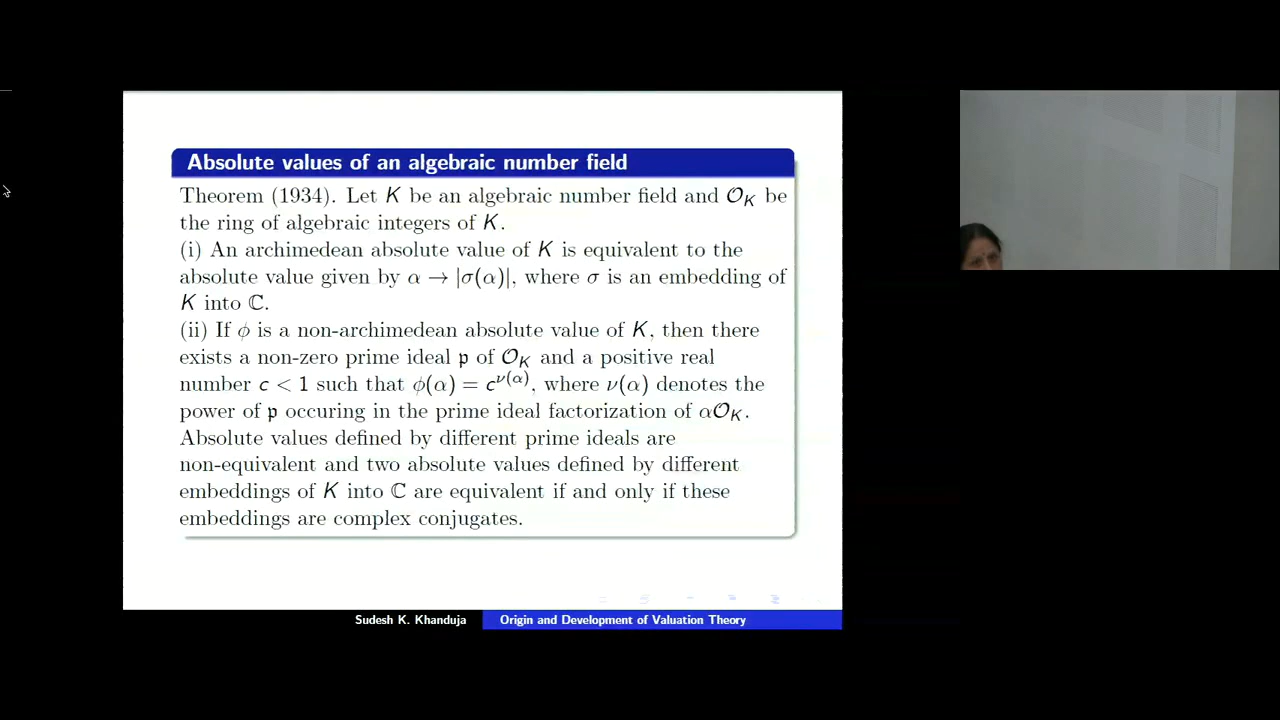 Absolute values of an algebraic number field
Theorem (1934). Let K be an algebraic number field and 𝒪_K be
the ring of algebraic integers of K.
(i) An archimedean absolute value of K is equivalent to the
absolute value given by α → |σ(α)|, where σ is an embedding of
K into ℂ.
(ii) If ϕ is a non-archimedean absolute value of K, then there
exists a non-zero prime ideal 𝔭 of 𝒪_K and a positive real
number c < 1 such that ϕ(α) = c^{ν(α)}, where ν(α) denotes the
power of 𝔭 occuring in the prime ideal factorization of α𝒪_K.
Absolute values defined by different prime ideals are
non-equivalent and two absolute values defined by different
embeddings of K into ℂ are equivalent if and only if these
embeddings are complex conjugates.
Sudesh K. Khanduja Origin and Development of Valuation Theory